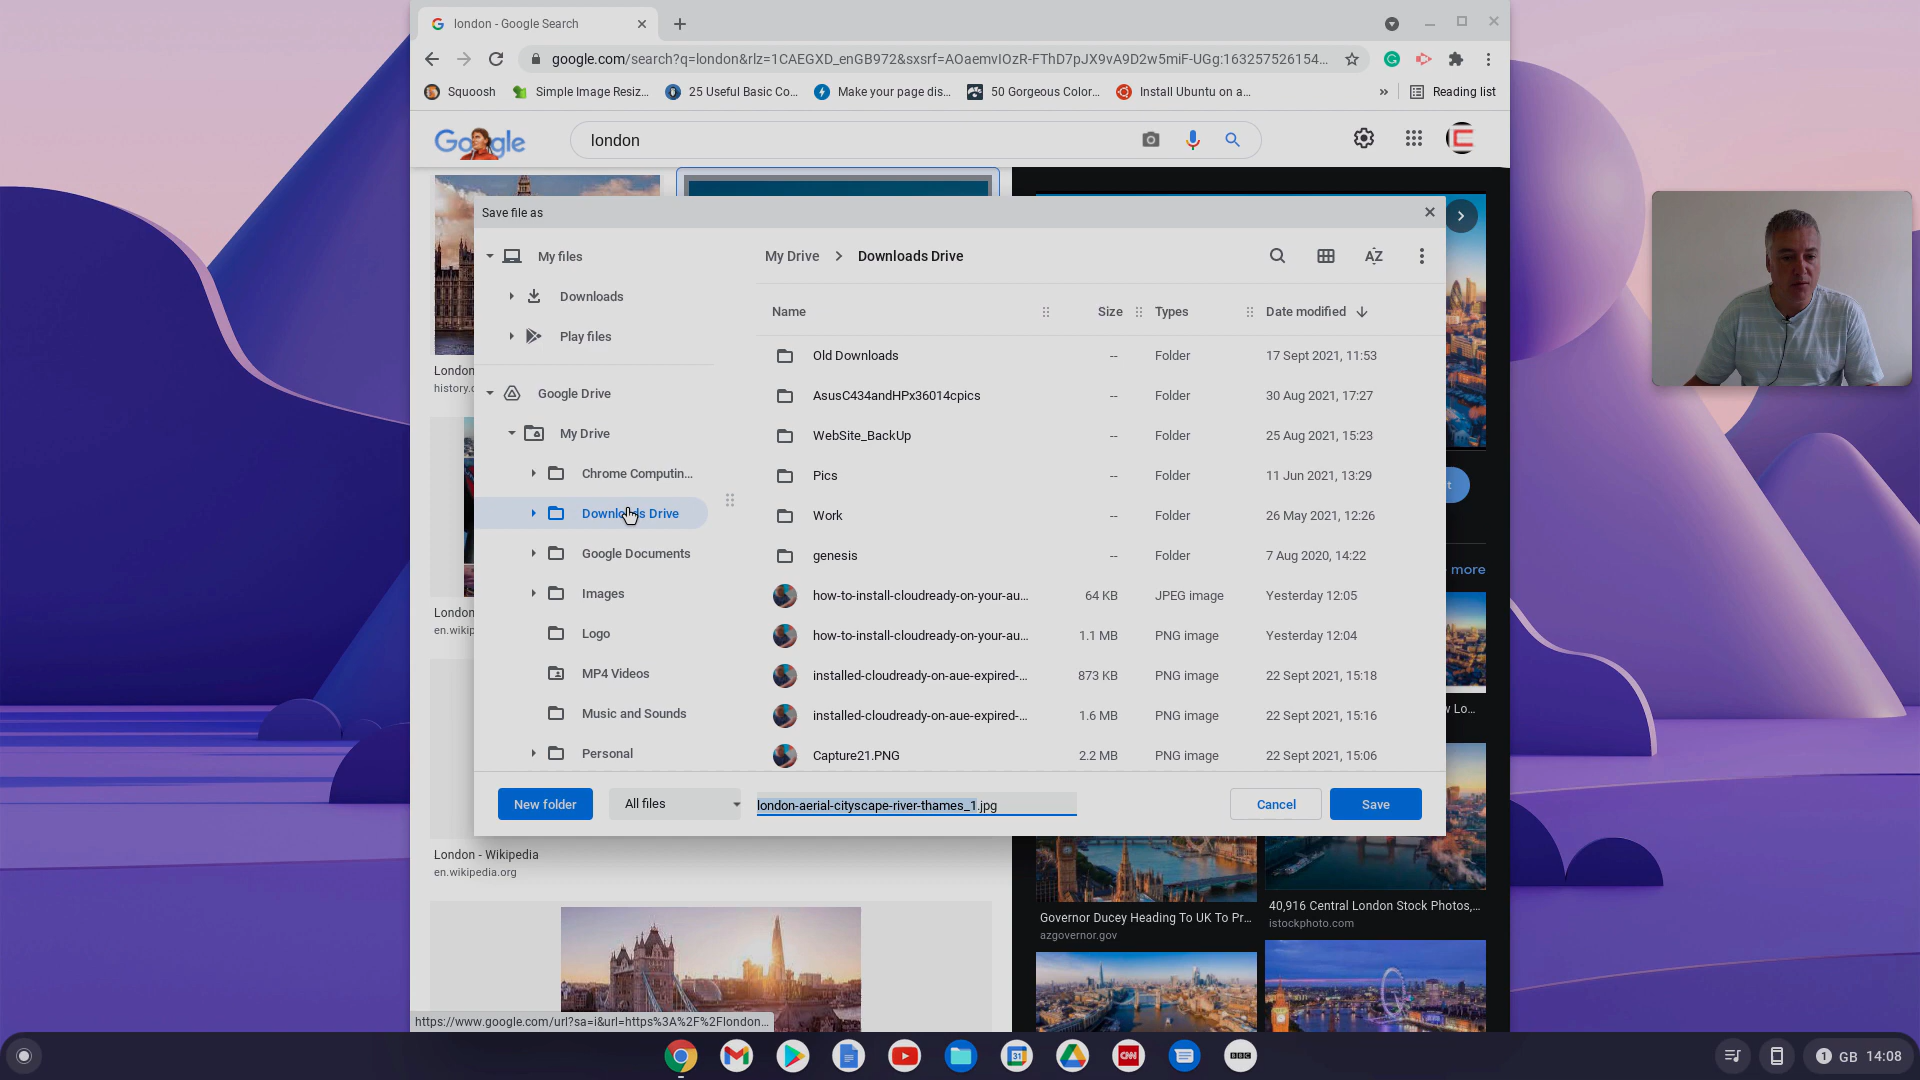 london - Google Search
google.com/search?q=london&rlz=1CAEGXD_enGB972&sxsrf=AOaemvIOzR-FThD7pJX9vA9D2w5miF-UGg:163257526154...
Squoosh
Simple Image Resiz...
25 Useful Basic Co...
Make your page dis...
50 Gorgeous Color...
Install Ubuntu on a...
»
Reading list
Google
london
Save file as
My files
Downloads
Play files
Google Drive
My Drive
Chrome Computin...
Downloads Drive
Google Documents
Images
Logo
MP4 Videos
Music and Sounds
Personal
My Drive > Downloads Drive
AZ
Name Size Types Date modified
Old Downloads -- Folder 17 Sept 2021, 11:53
AsusC434andHPx36014cpics -- Folder 30 Aug 2021, 17:27
WebSite_BackUp -- Folder 25 Aug 2021, 15:23
Pics -- Folder 11 Jun 2021, 13:29
Work -- Folder 26 May 2021, 12:26
genesis -- Folder 7 Aug 2020, 14:22
how-to-install-cloudready-on-your-au... 64 KB JPEG image Yesterday 12:05
how-to-install-cloudready-on-your-au... 1.1 MB PNG image Yesterday 12:04
installed-cloudready-on-aue-expired-... 873 KB PNG image 22 Sept 2021, 15:18
installed-cloudready-on-aue-expired-... 1.6 MB PNG image 22 Sept 2021, 15:16
Capture21.PNG 2.2 MB PNG image 22 Sept 2021, 15:06
New folder
All files
london-aerial-cityscape-river-thames_1.jpg
Cancel
Save
London
history.c
London
en.wikip
London - Wikipedia
en.wikipedia.org
t
more
w Lo...
Governor Ducey Heading To UK To Pr...
azgovernor.gov
40,916 Central London Stock Photos,...
istockphoto.com
https://www.google.com/url?sa=i&url=https%3A%2F%2Flondon...
31
CNN
BBC
1 GB 14:08